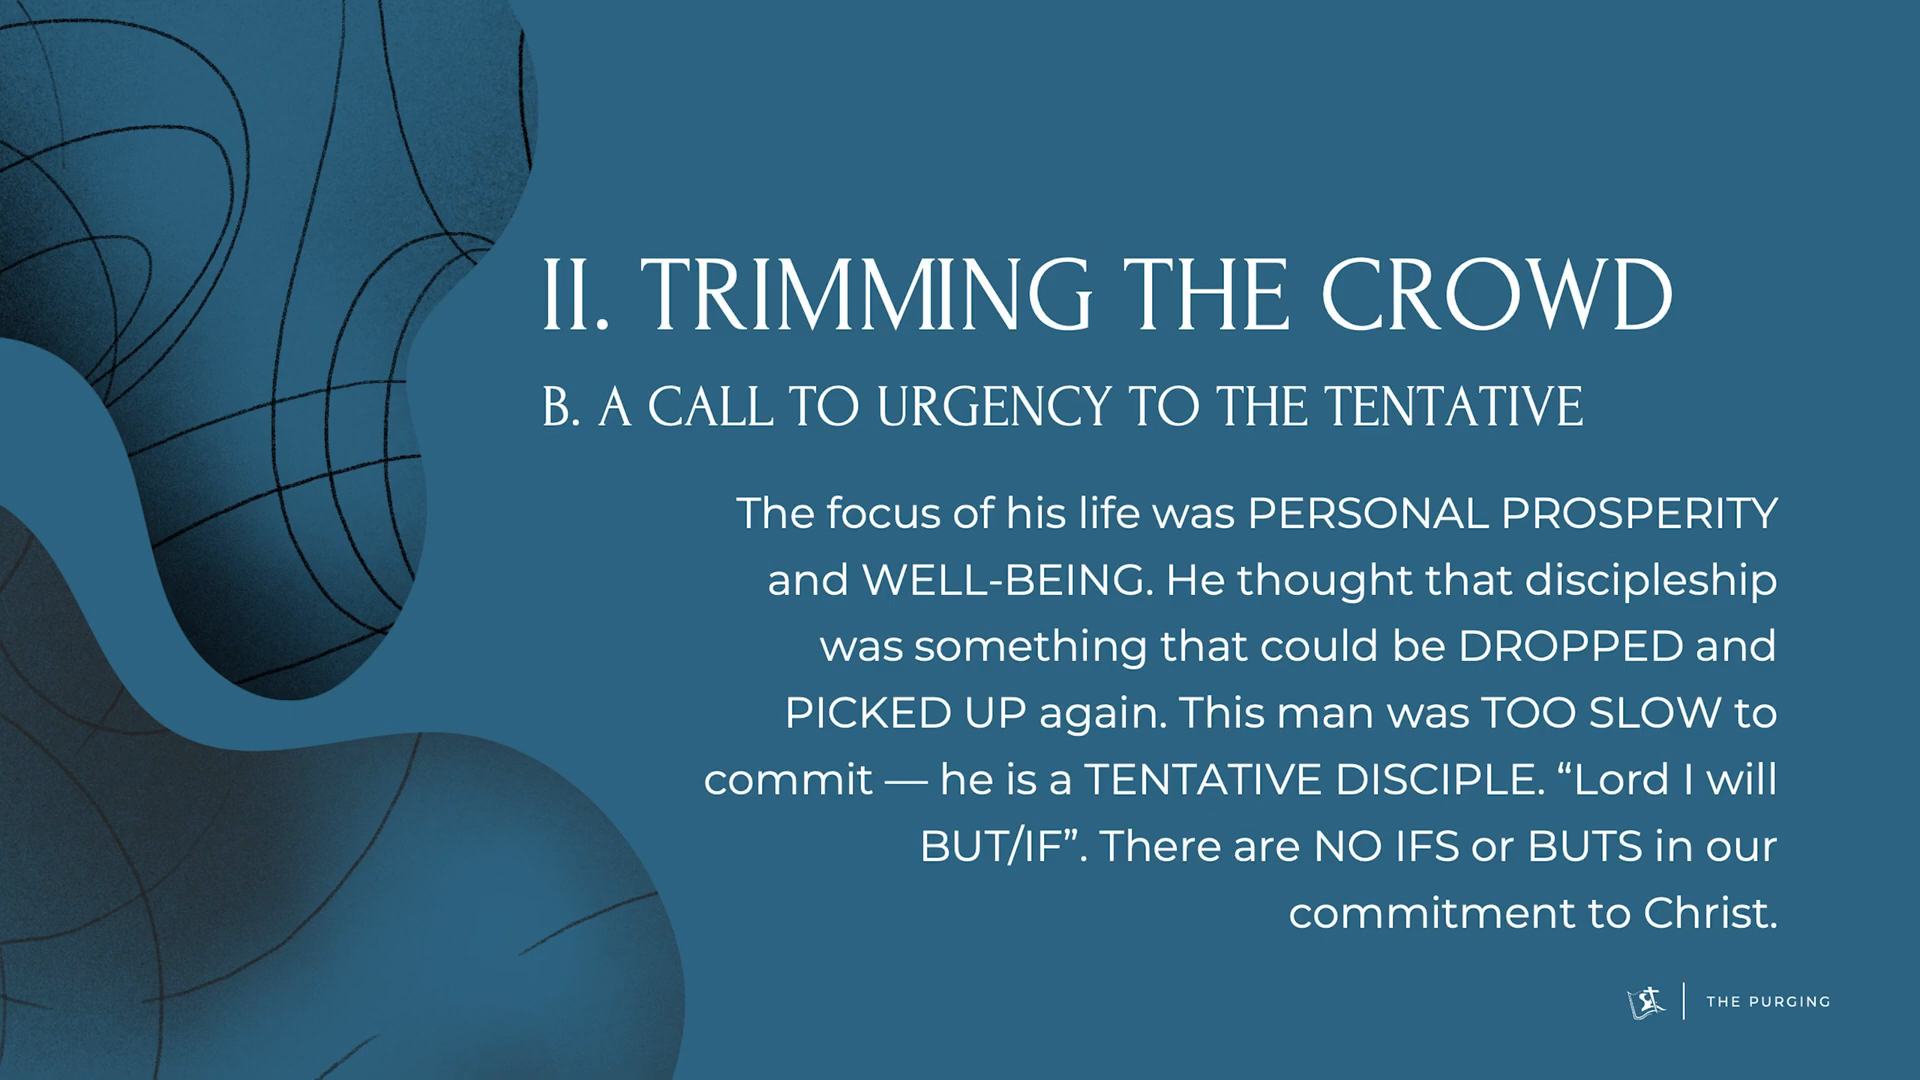 II. TRIMMING THE CROWD
B. A CALL TO URGENCY TO THE TENTATIVE
The focus of his life was PERSONAL PROSPERITY
and WELL-BEING. He thought that discipleship
was something that could be DROPPED and
PICKED UP again. This man was TOO SLOW to
commit — he is a TENTATIVE DISCIPLE. “Lord I will
BUT/IF”. There are NO IFS or BUTS in our
commitment to Christ.
THE PURGING